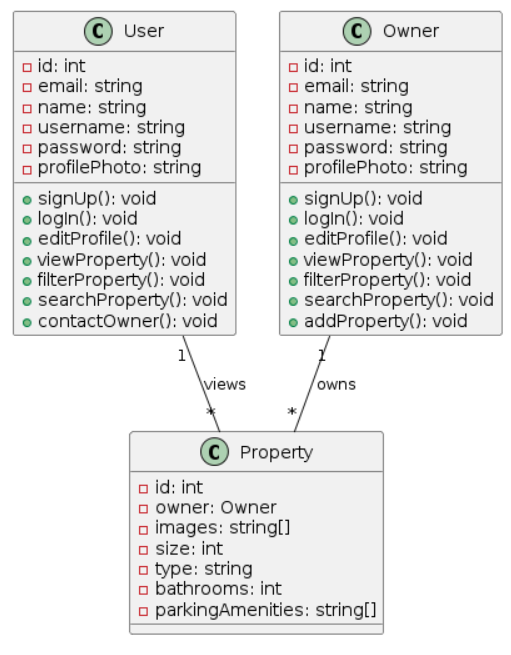 C User
id: int
email: string
name: string
username: string
password: string
profilePhoto: string
signUp(): void
logIn(): void
editProfile(): void
viewProperty(): void
filterProperty(): void
searchProperty(): void
contactOwner(): void
C Owner
id: int
email: string
name: string
username: string
password: string
profilePhoto: string
signUp(): void
logIn(): void
editProfile(): void
viewProperty(): void
filterProperty(): void
searchProperty(): void
addProperty(): void
1
views
*
1
owns
*
C Property
id: int
owner: Owner
images: string[]
size: int
type: string
bathrooms: int
parkingAmenities: string[]